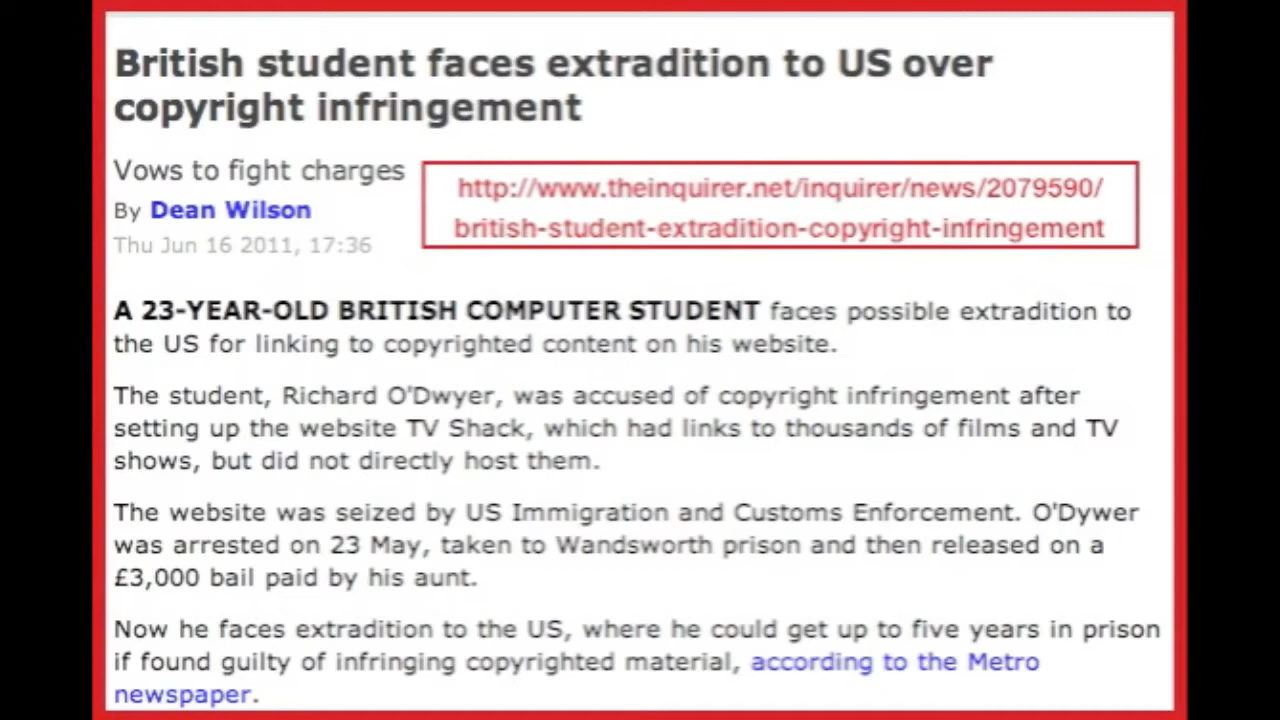 British student faces extradition to US over
copyright infringement
Vows to fight charges
By Dean Wilson
Thu Jun 16 2011, 17:36
http://www.theinquirer.net/inquirer/news/2079590/
british-student-extradition-copyright-infringement
A 23-YEAR-OLD BRITISH COMPUTER STUDENT faces possible extradition to
the US for linking to copyrighted content on his website.
The student, Richard O'Dwyer, was accused of copyright infringement after
setting up the website TV Shack, which had links to thousands of films and TV
shows, but did not directly host them.
The website was seized by US Immigration and Customs Enforcement. O'Dywer
was arrested on 23 May, taken to Wandsworth prison and then released on a
£3,000 bail paid by his aunt.
Now he faces extradition to the US, where he could get up to five years in prison
if found guilty of infringing copyrighted material, according to the Metro
newspaper.